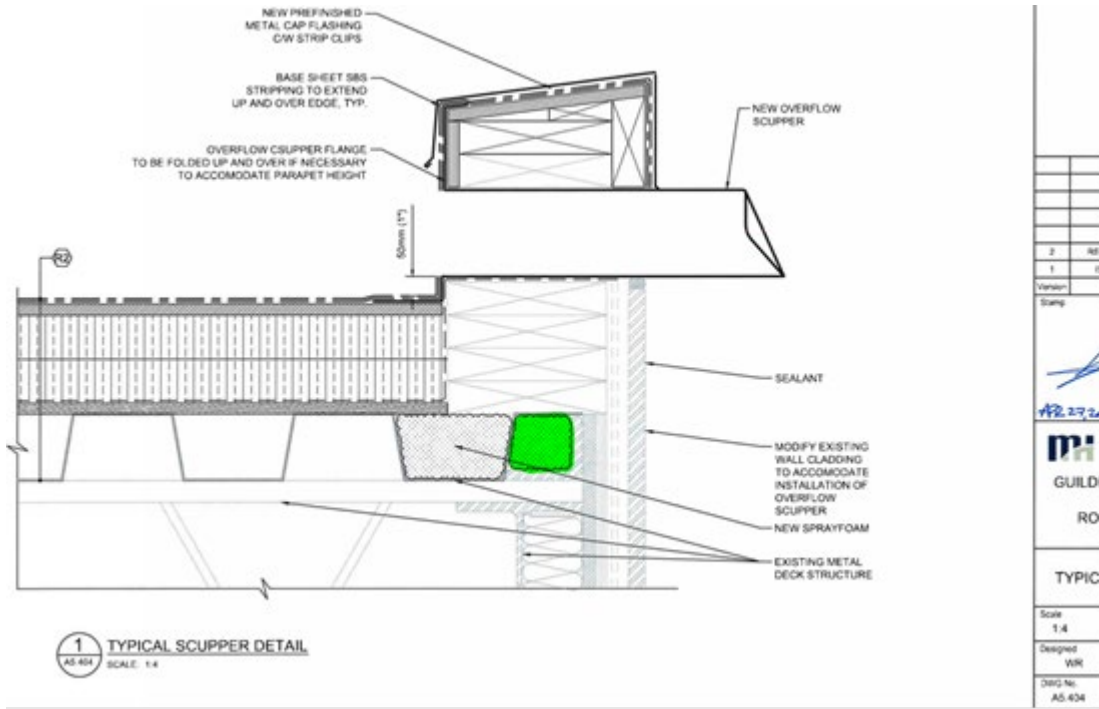 NEW PREFINISHED
METAL CAP FLASHING
C/W STRIP CLIPS
BASE SHEET SBS
STRIPPING TO EXTEND
UP AND OVER EDGE, TYP.
OVERFLOW CSUPPER FLANGE
TO BE FOLDED UP AND OVER IF NECESSARY
TO ACCOMODATE PARAPET HEIGHT
NEW OVERFLOW
SCUPPER
50mm (1")
R2
SEALANT
MODIFY EXISTING
WALL CLADDING
TO ACCOMODATE
INSTALLATION OF
OVERFLOW
SCUPPER
NEW SPRAYFOAM
EXISTING METAL
DECK STRUCTURE
1
A5.404
TYPICAL SCUPPER DETAIL
SCALE: 1:4
2
1
Version
Stamp
APR 27,
MH
GUILD
RO
TYPIC
Scale
1:4
Designed
WR
DWG No.
A5.404